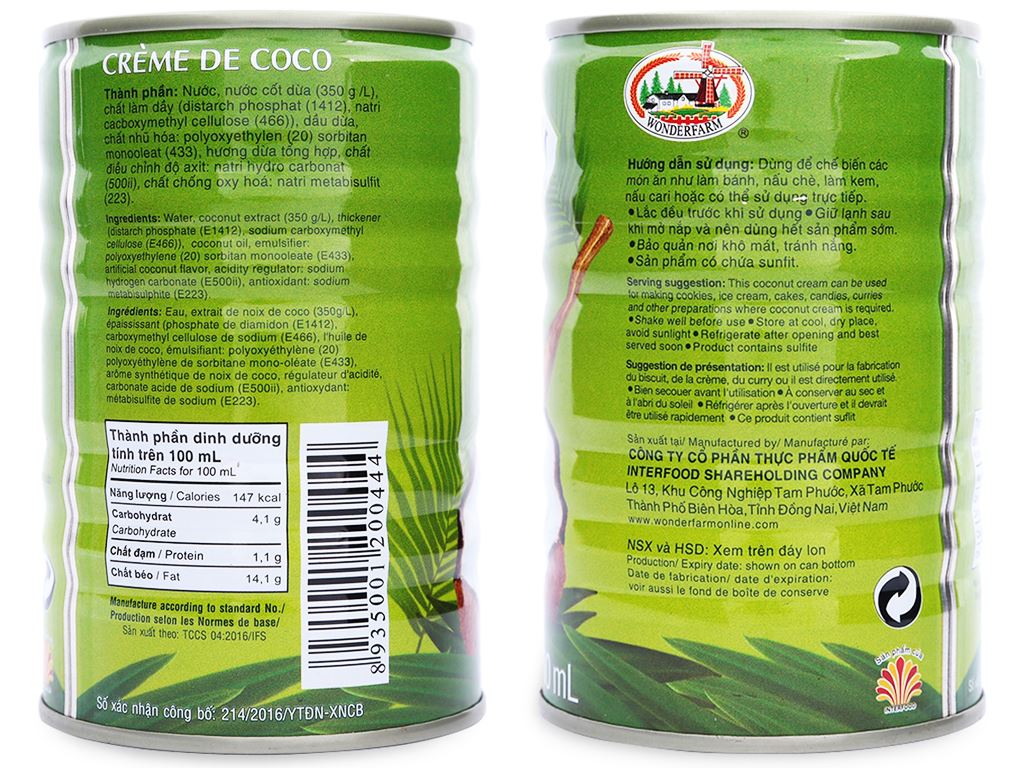 CRÈME DE COCO
Thành phần: Nước, nước cốt dừa (350 g /L),
chất làm dầy (distarch phosphat (1412), natri
cacboxymethyl cellulose (466)), dầu dừa,
chất nhũ hóa: polyoxyethylen (20) sorbitan
monooleat (433), hương dừa tổng hợp, chất
điều chỉnh độ axit: natri hydro carbonat
(500ii), chất chống oxy hoá: natri metabisulfit
(223).
Ingredients: Water, coconut extract (350 g/L), thickener
(distarch phosphate (E1412), sodium carboxymethyl
cellulose (E466)), coconut oil, emulsifier:
polyoxyethylene (20) sorbitan monooleate (E433),
artificial coconut flavor, acidity regulator: sodium
hydrogen carbonate (E500ii), antioxidant: sodium
metabisulphite (E223).
Ingrédients: Eau, extrait de noix de coco (350g/L),
épaississant (phosphate de diamidon (E1412),
carboxymethyl cellulose de sodium (E466), l'huile de
noix de coco, émulsifiant: polyoxyéthylène (20)
polyoxyéthylène de sorbitane mono-oléate (E433),
arôme synthétique de noix de coco, régulateur d'acidité,
carbonate acide de sodium (E500ii), antioxydant:
métabisulfite de sodium (E223).
Thành phần dinh dưỡng
tính trên 100 mL
Nutrition Facts for 100 mL
Năng lượng / Calories 147 kcal
Carbohydrat 4,1 g
Carbohydrate
Chất đạm / Protein 1,1 g
Chất béo / Fat 14,1 g
8 935001 200444
Manufacture according to standard No./
Production selon les Normes de base/
Sản xuất theo: TCCS 04:2016/IFS
Số xác nhận công bố: 214/2016/YTĐN-XNCB
WONDERFARM
®
Hướng dẫn sử dụng: Dùng để chế biến các
món ăn như làm bánh, nấu chè, làm kem,
nấu cari hoặc có thể sử dụng trực tiếp.
●Lắc đều trước khi sử dụng ●Giữ lạnh sau
khi mở nắp và nên dùng hết sản phẩm sớm.
●Bảo quản nơi khô mát, tránh nắng.
●Sản phẩm có chứa sunfit.
Serving suggestion: This coconut cream can be used
for making cookies, ice cream, cakes, candies, curries
and other preparations where coconut cream is required.
●Shake well before use ●Store at cool, dry place,
avoid sunlight ●Refrigerate after opening and best
served soon ●Product contains sulfite
Suggestion de présentation: Il est utilisé pour la fabrication
du biscuit, de la crème, du curry ou il est directement utilisé.
●Bien secouer avant l'utilisation ●À conserver au sec et
à l'abri du soleil ●Réfrigérer après l'ouverture et il devrait
être utilisé rapidement ●Ce produit contient sulfit
Sản xuất tại/ Manufactured by/ Manufacturé par:
CÔNG TY CỔ PHẦN THỰC PHẨM QUỐC TẾ
INTERFOOD SHAREHOLDING COMPANY
Lô 13, Khu Công Nghiệp Tam Phước, Xã Tam Phước
Thành Phố Biên Hòa, Tỉnh Đồng Nai, Việt Nam
www.wonderfarmonline.com
NSX và HSD: Xem trên đáy lon
Production/ Expiry date: shown on can bottom
Date de fabrication/ date d'expiration:
voir aussi le fond de boîte de conserve
Sản phẩm của
INTERFOOD
0 mL